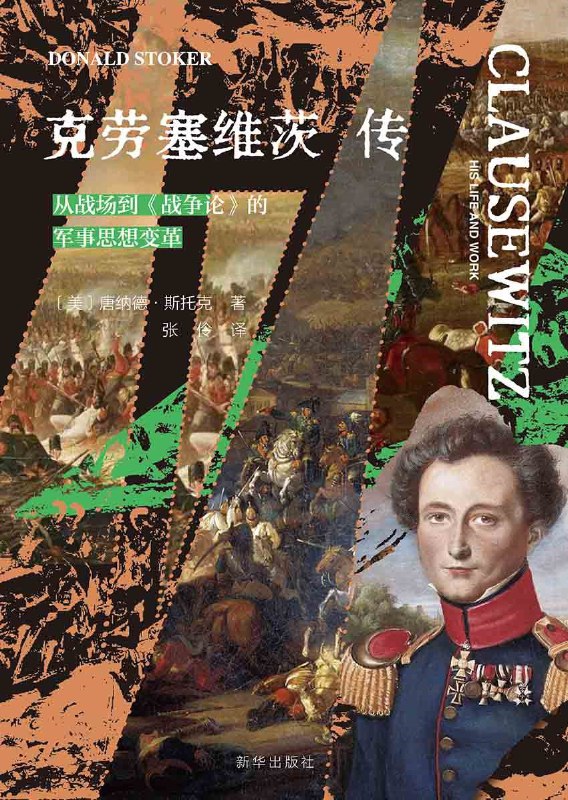 DONALD STOKER
克劳塞维茨 传
从战场到《战争论》的
军事思想变革
〔美〕唐纳德·斯托克 著
张 伶 译
CLAUSEWITZ
HIS LIFE AND WORK
新华出版社